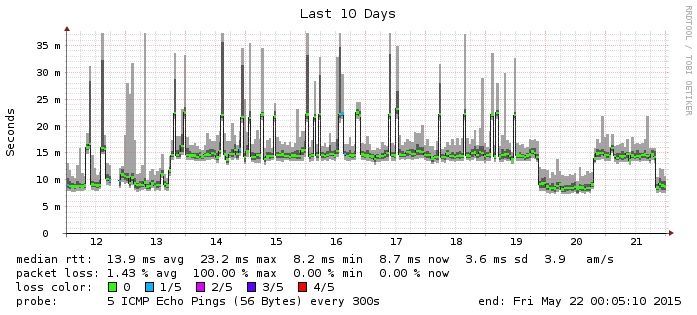 Last 10 Days
RRDTOOL / TOBI OETIKER
Seconds
35 m
30 m
25 m
20 m
15 m
10 m
5 m
0
12 13 14 15 16 17 18 19 20 21
median rtt: 13.9 ms avg 23.2 ms max 8.2 ms min 8.7 ms now 3.6 ms sd 3.9 am/s
packet loss: 1.43 % avg 100.00 % max 0.00 % min 0.00 % now
loss color: 0 1/5 2/5 3/5 4/5
probe: 5 ICMP Echo Pings (56 Bytes) every 300s end: Fri May 22 00:05:10 2015